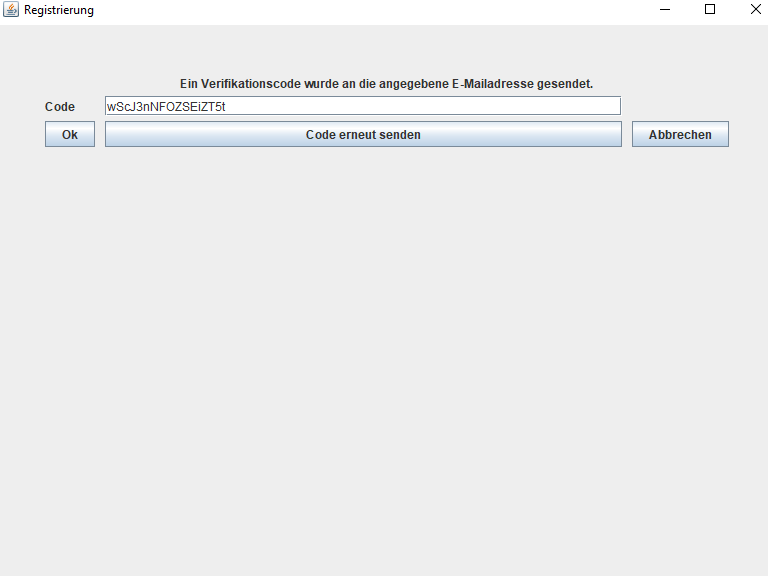 Registrierung
Ein Verifikationscode wurde an die angegebene E-Mailadresse gesendet.
Code wScJ3nNFOZSEiZT5t
Ok Code erneut senden Abbrechen